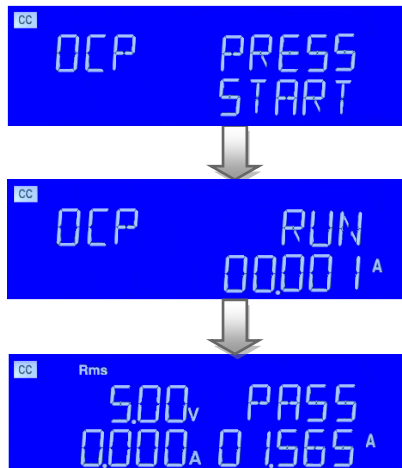 CC
OCP PRESS
START
CC
OCP RUN
00.001 A
CC Rms
5.00V PASS
0.000A 01.565 A